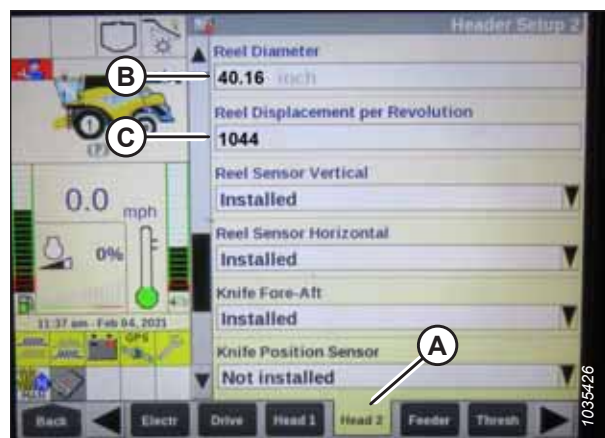 Header Setup 2
Reel Diameter
40.16 inch
Reel Displacement per Revolution
1044
Reel Sensor Vertical
Installed
Reel Sensor Horizontal
Installed
Knife Fore-Aft
Installed
Knife Position Sensor
Not installed
B
C
A
(?)
0.0 mph
0%
11:37 am - Feb 04, 2021
GPS
Back
Electr
Drive
Head 1
Head 2
Feeder
Thresh
1035426